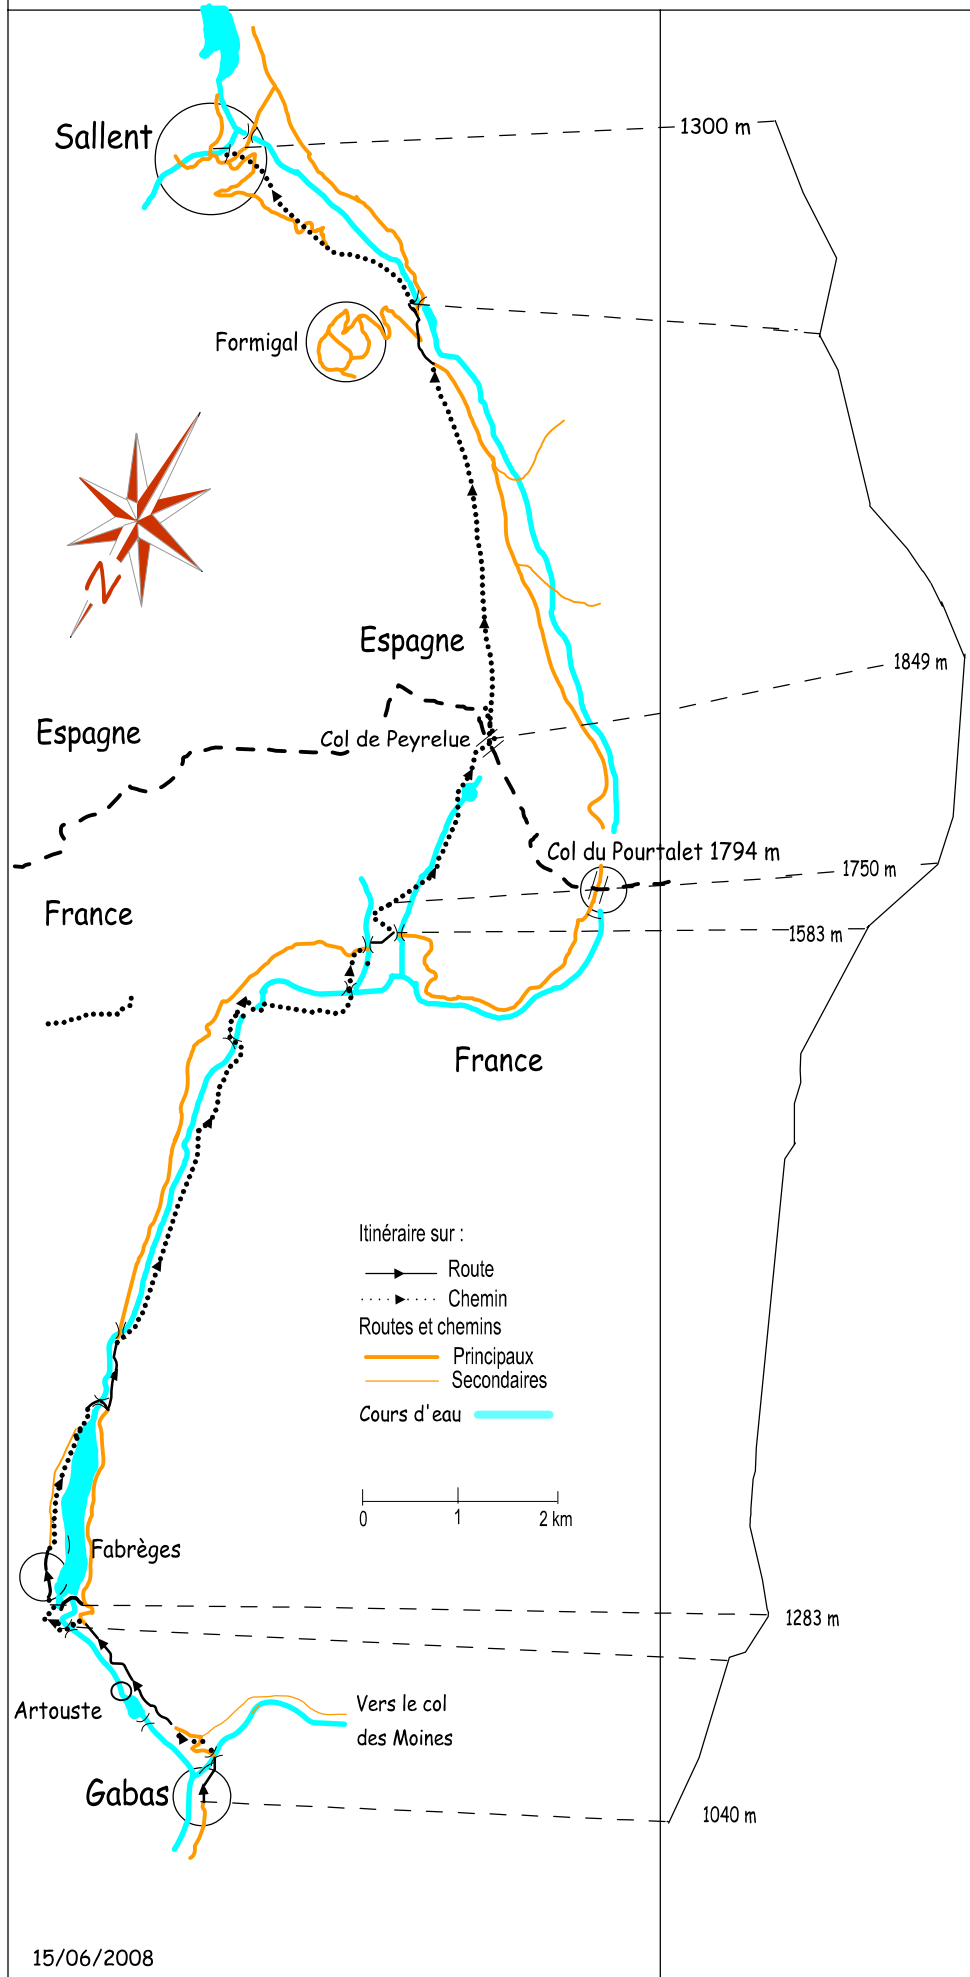 Sallent
1300 m
Formigal
N
Espagne
1849 m
Espagne
Col de Peyrelue
Col du Pourtalet 1794 m
1750 m
France
1583 m
France
Itinéraire sur :
Route
Chemin
Routes et chemins
Principaux
Secondaires
Cours d'eau
0 1 2 km
Fabrèges
1283 m
Artouste
Vers le col
des Moines
Gabas
1040 m
15/06/2008